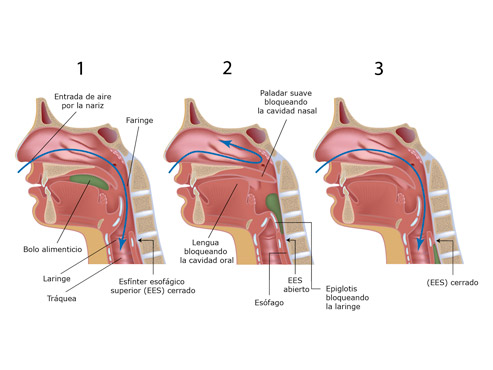 1
2
3
Entrada de aire
por la nariz
Faringe
Paladar suave
bloqueando
la cavidad nasal
Bolo alimenticio
Laringe
Tráquea
Esfínter esofágico
superior (EES) cerrado
Lengua
bloqueando
la cavidad oral
Esófago
EES
abierto
Epiglotis
bloqueando
la laringe
(EES) cerrado